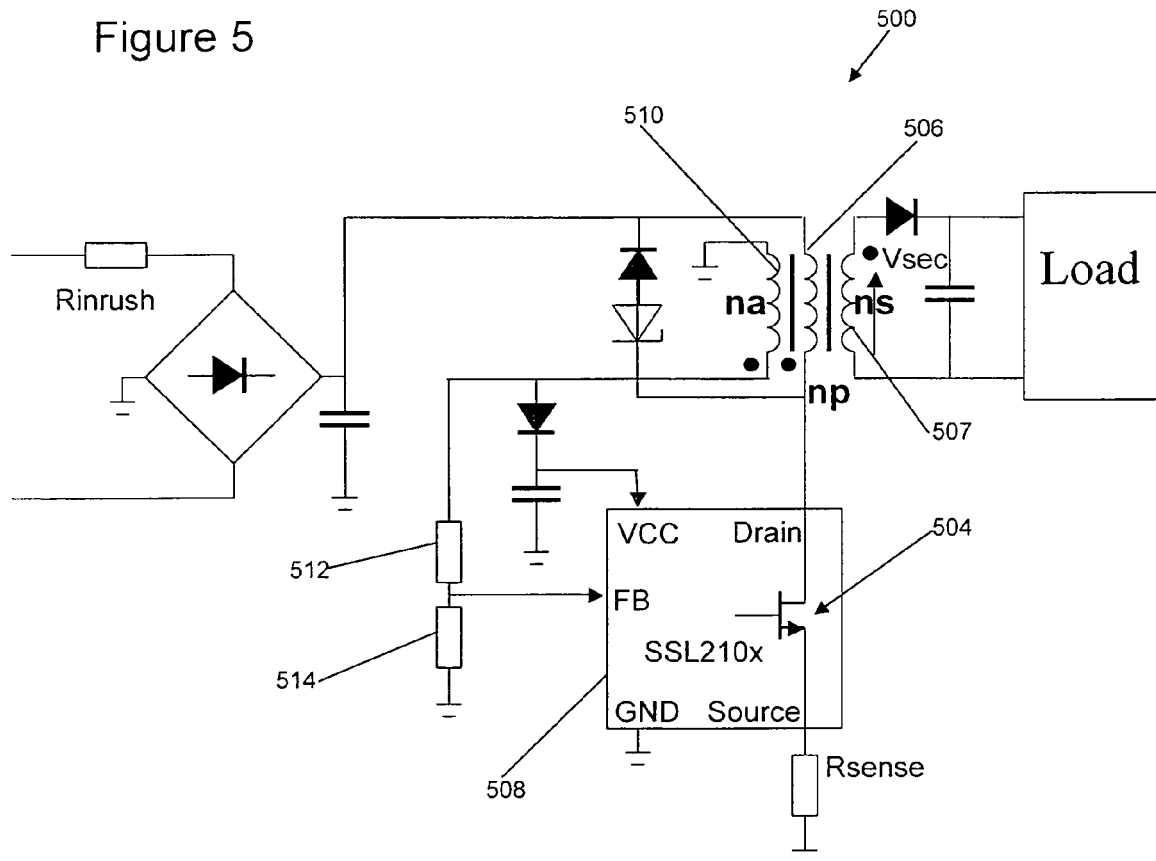 Figure 5
500
510
506
Rinrush
na
ns
Vsec
Load
np
507
VCC
Drain
504
512
FB
SSL210x
514
GND
Source
508
Rsense